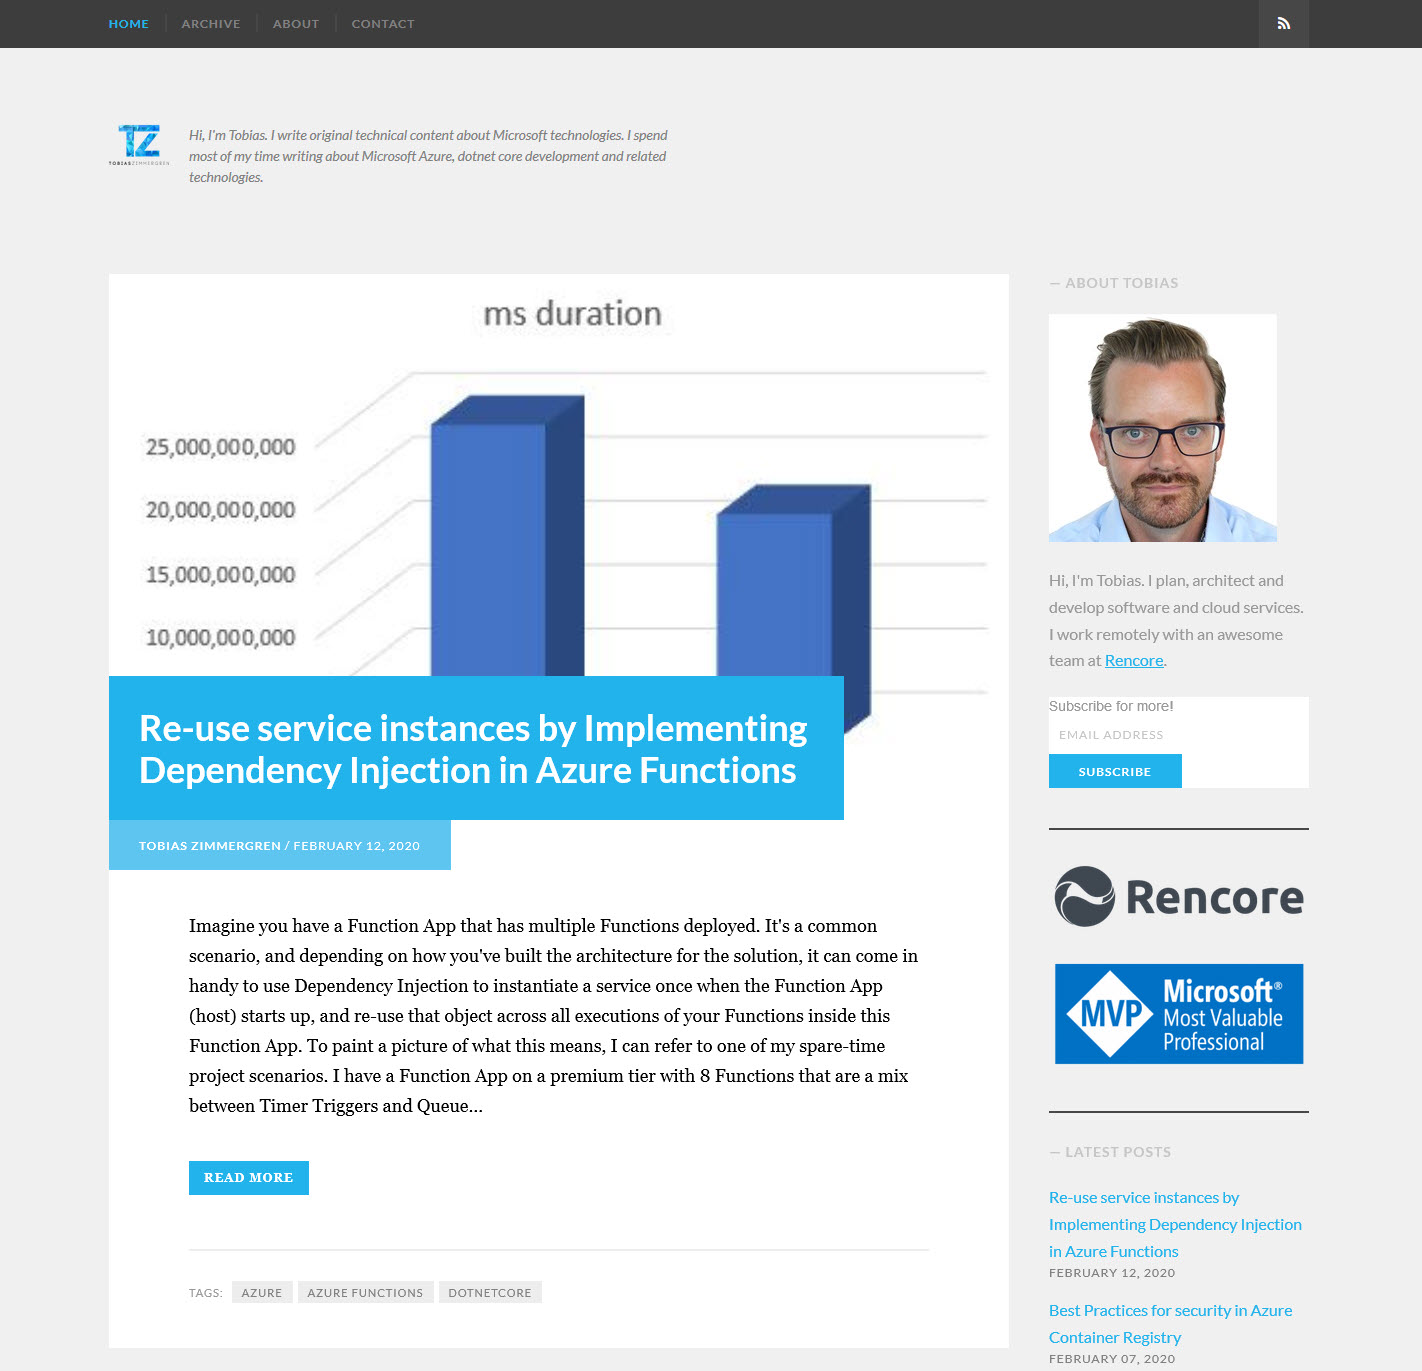 HOME
ARCHIVE
ABOUT
CONTACT
TZ
TOBIASZIMMERGREN
Hi, I'm Tobias. I write original technical content about Microsoft technologies. I spend
most of my time writing about Microsoft Azure, dotnet core development and related
technologies.
ms duration
25,000,000,000
20,000,000,000
15,000,000,000
10,000,000,000
Re-use service instances by Implementing
Dependency Injection in Azure Functions
TOBIAS ZIMMERGREN / FEBRUARY 12, 2020
Imagine you have a Function App that has multiple Functions deployed. It's a common
scenario, and depending on how you've built the architecture for the solution, it can come in
handy to use Dependency Injection to instantiate a service once when the Function App
(host) starts up, and re-use that object across all executions of your Functions inside this
Function App. To paint a picture of what this means, I can refer to one of my spare-time
project scenarios. I have a Function App on a premium tier with 8 Functions that are a mix
between Timer Triggers and Queue...
READ MORE
TAGS: AZURE AZURE FUNCTIONS DOTNETCORE
— ABOUT TOBIAS
Hi, I'm Tobias. I plan, architect and
develop software and cloud services.
I work remotely with an awesome
team at Rencore.
Subscribe for more!
EMAIL ADDRESS
SUBSCRIBE
Rencore
MVP
Microsoft®
Most Valuable
Professional
— LATEST POSTS
Re-use service instances by
Implementing Dependency Injection
in Azure Functions
FEBRUARY 12, 2020
Best Practices for security in Azure
Container Registry
FEBRUARY 07, 2020